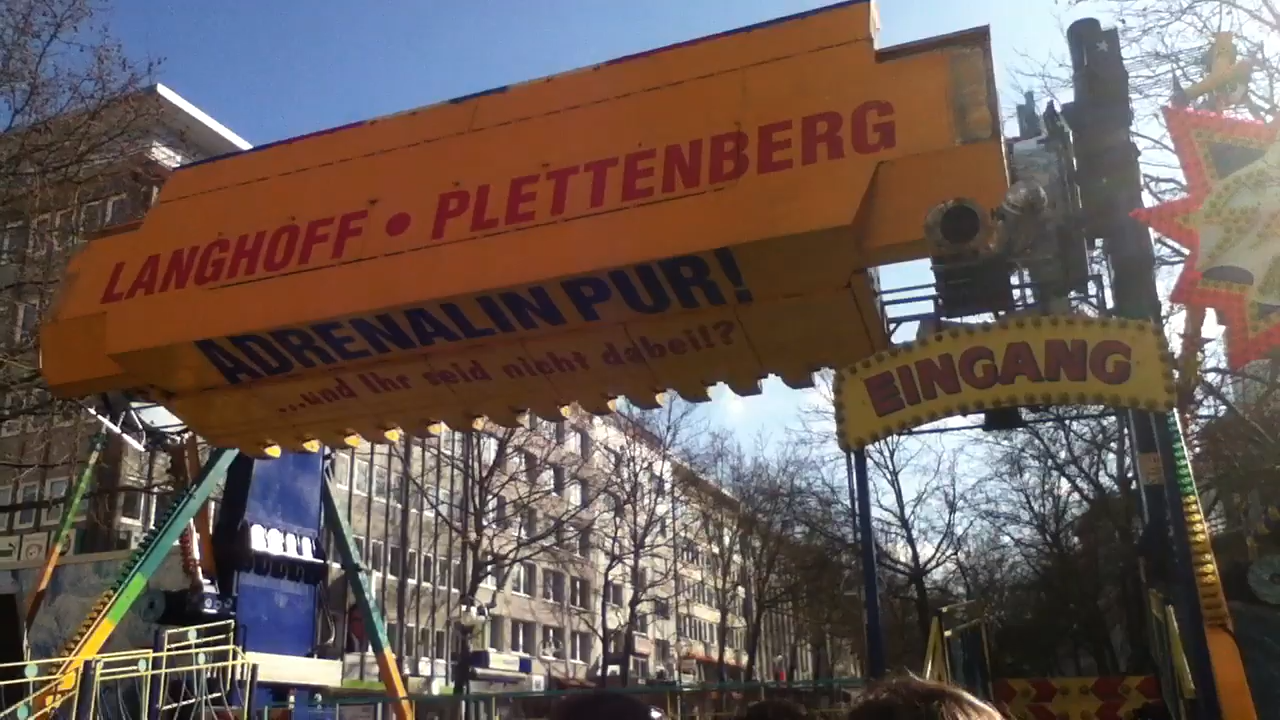 LANGHOFF • PLETTENBERG
ADRENALIN PUR!
...und Ihr seid nicht dabei!?
EINGANG